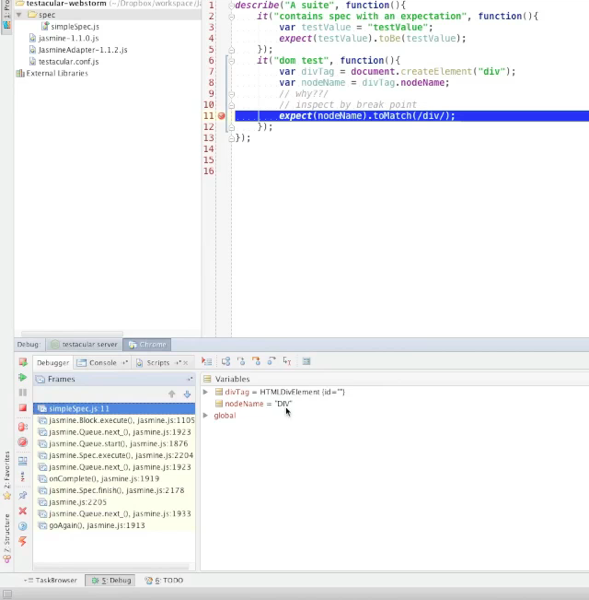 testacular-webstorm (~/Dropbox/workspace/j
spec
simpleSpec.js
jasmine-1.1.0.js
JasmineAdapter-1.1.2.js
testacular.conf.js
External Libraries
1 describe("A suite", function(){
2 it("contains spec with an expectation", function(){
3 var testValue = "testValue";
4 expect(testValue).toBe(testValue);
5 });
6 it("dom test", function(){
7 var divTag = document.createElement("div");
8 var nodeName = divTag.nodeName;
9 // why??/
10 // inspect by break point
11 expect(nodeName).toMatch(/div/);
12 });
13 });
14
15
16
Debug: testacular server Chrome
Debugger Console Scripts
Frames
Variables
simpleSpec.js:11
jasmine.Block.execute(), jasmine.js:1105
jasmine.Queue.next_(), jasmine.js:1923
jasmine.Queue.start(), jasmine.js:1876
jasmine.Spec.execute(), jasmine.js:2204
jasmine.Queue.next_(), jasmine.js:1923
onComplete(), jasmine.js:1919
jasmine.Spec.finish(), jasmine.js:2178
jasmine.js:2205
jasmine.Queue.next_(), jasmine.js:1933
goAgain(), jasmine.js:1913
divTag = HTMLDivElement (id="")
nodeName = "DIV"
global
2: Favorites
7: Structure
TaskBrowser
5: Debug
6: TODO